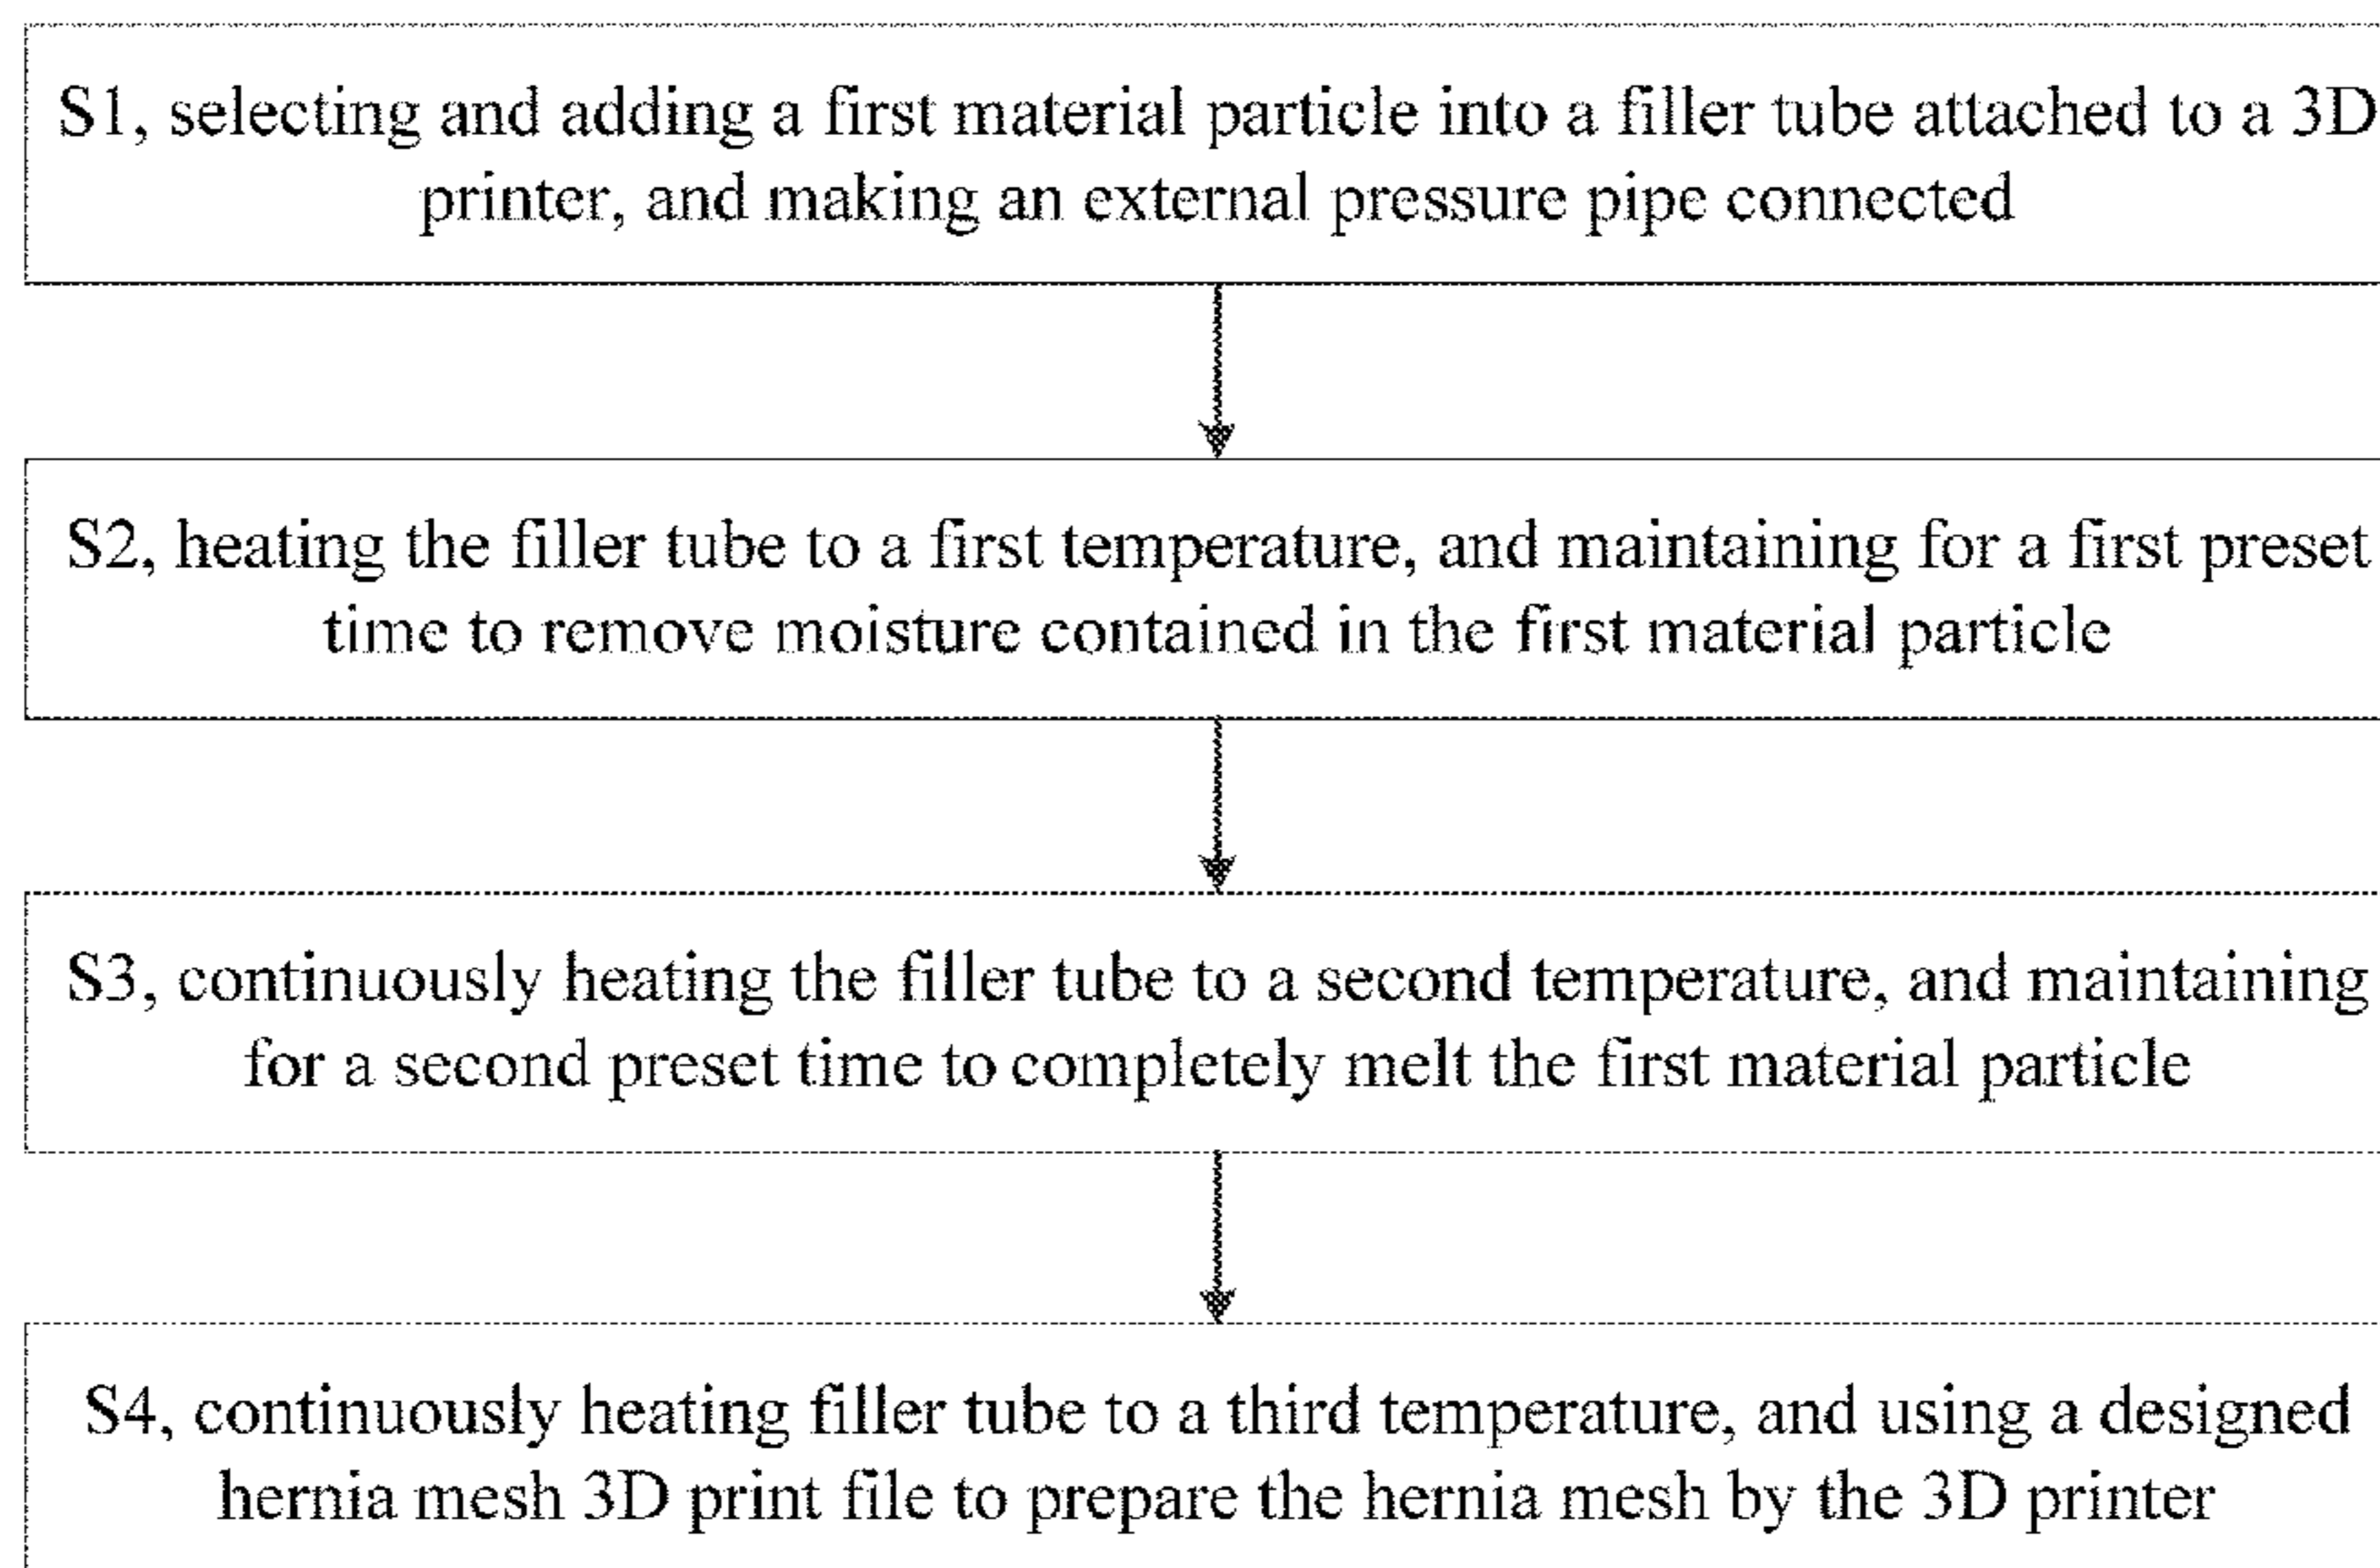 S1, selecting and adding a first material particle into a filler tube attached to a 3D
printer, and making an external pressure pipe connected
S2, heating the filler tube to a first temperature, and maintaining for a first preset
time to remove moisture contained in the first material particle
S3, continuously heating the filler tube to a second temperature, and maintaining
for a second preset time to completely melt the first material particle
S4, continuously heating filler tube to a third temperature, and using a designed
hernia mesh 3D print file to prepare the hernia mesh by the 3D printer